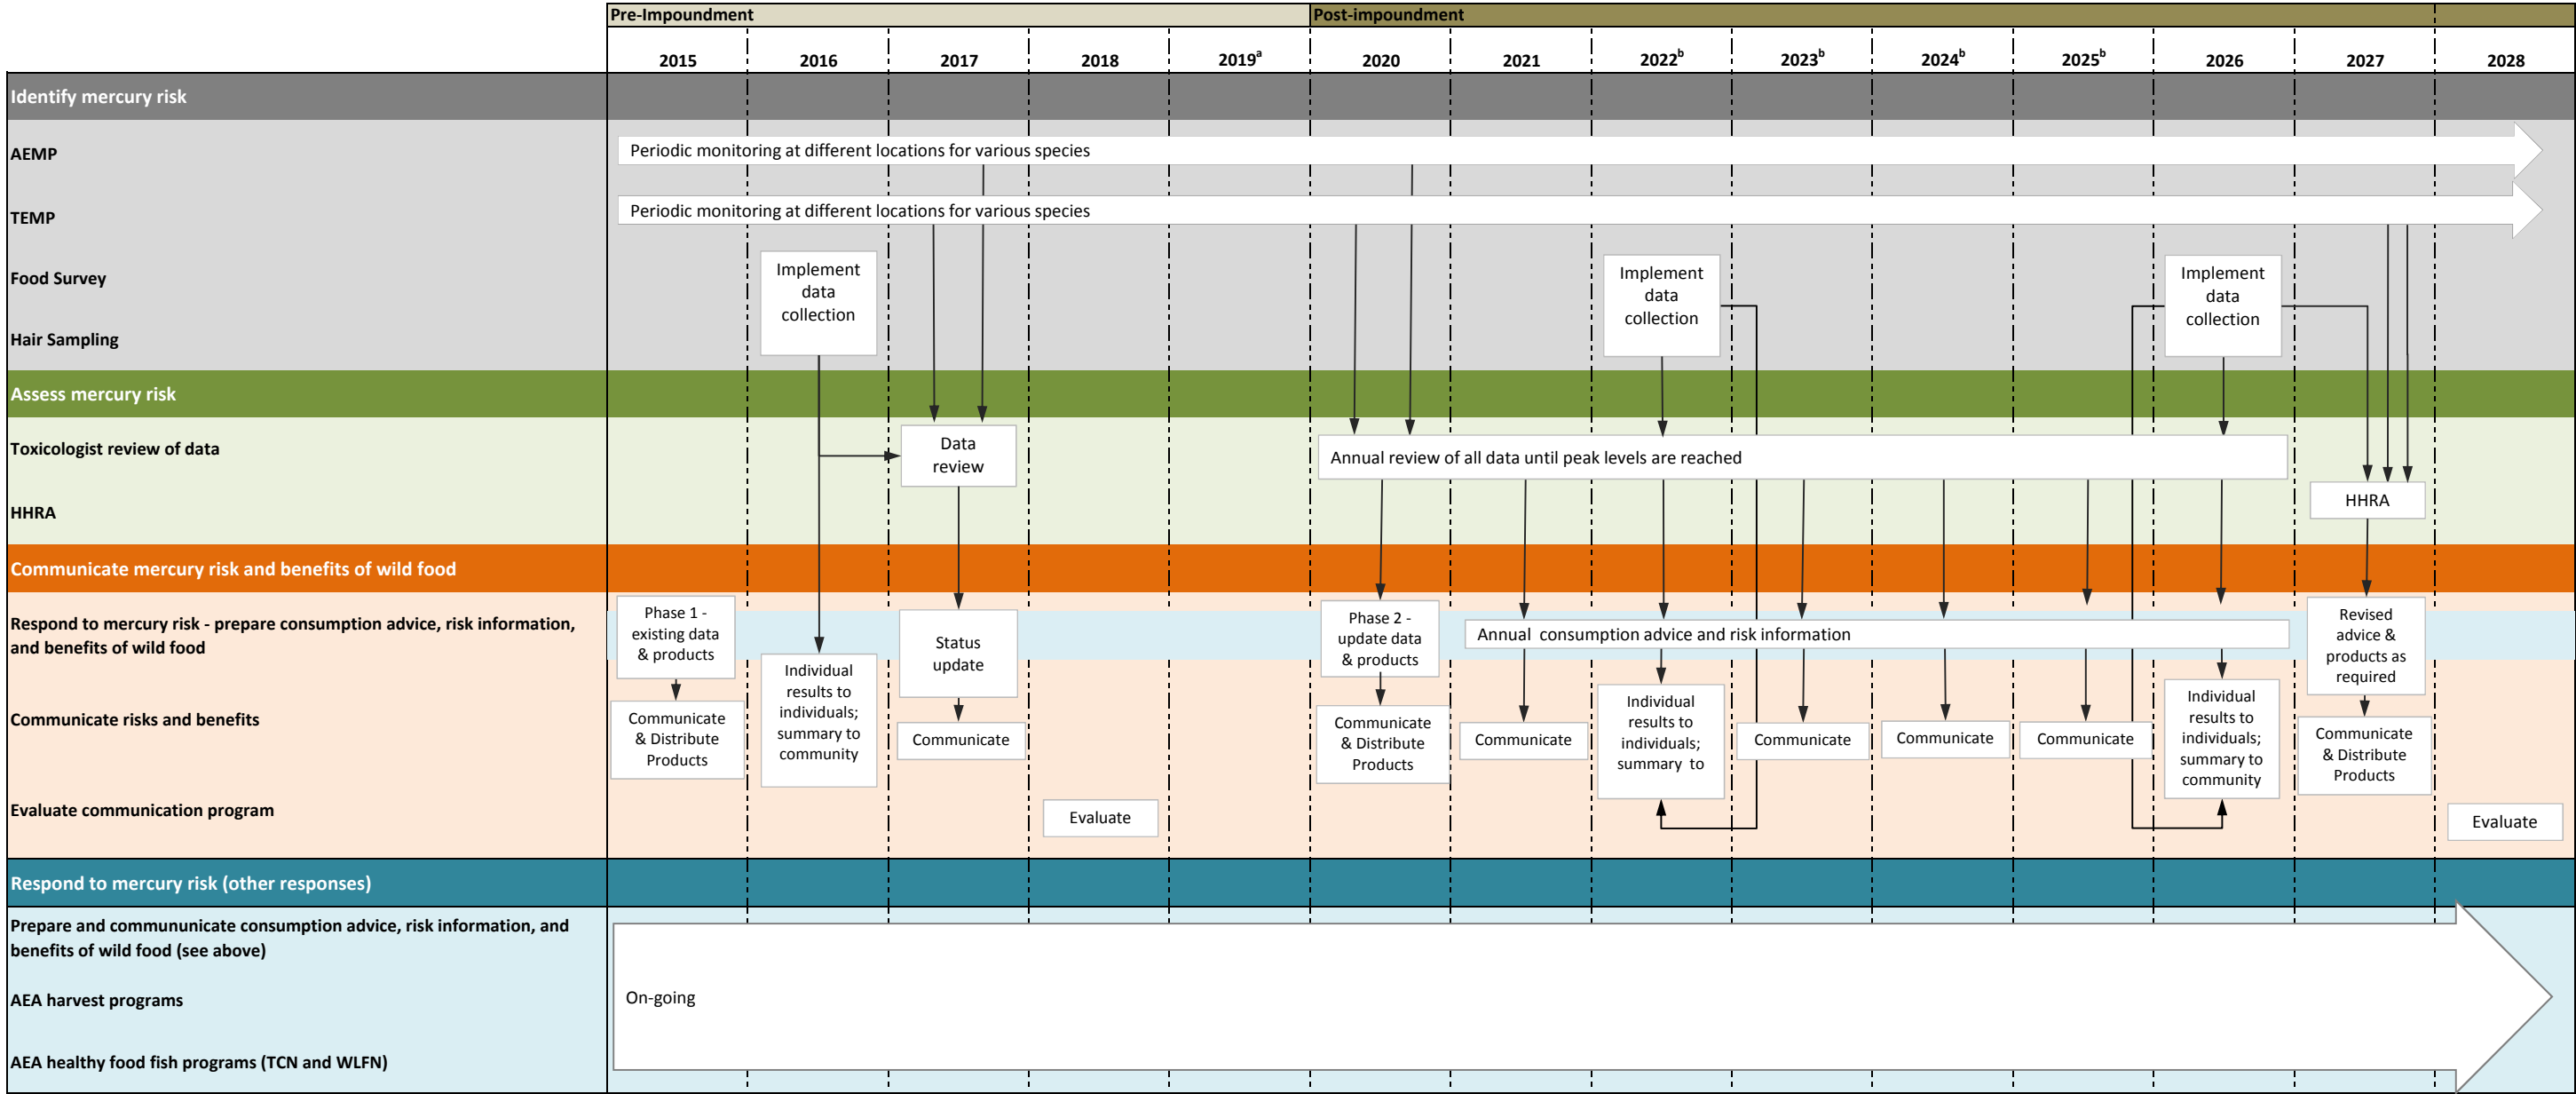 Pre-Impoundment
Post-impoundment
2015
2016
2017
2018
2019a
2020
2021
2022b
2023b
2024b
2025b
2026
2027
2028
Identify mercury risk
AEMP
Periodic monitoring at different locations for various species
TEMP
Periodic monitoring at different locations for various species
Food Survey
Hair Sampling
Implement
data
collection
Implement
data
collection
Implement
data
collection
Assess mercury risk
Toxicologist review of data
Data
review
Annual review of all data until peak levels are reached
HHRA
HHRA
Communicate mercury risk and benefits of wild food
Respond to mercury risk - prepare consumption advice, risk information,
and benefits of wild food
Phase 1 -
existing data
& products
Status
update
Phase 2 -
update data
& products
Annual consumption advice and risk information
Revised
advice &
products as
required
Communicate risks and benefits
Communicate
& Distribute
Products
Individual
results to
individuals;
summary to
community
Communicate
Communicate
& Distribute
Products
Communicate
Individual
results to
individuals;
summary to
Communicate
Communicate
Communicate
Individual
results to
individuals;
summary to
community
Communicate
& Distribute
Products
Evaluate communication program
Evaluate
Evaluate
Respond to mercury risk (other responses)
Prepare and commununicate consumption advice, risk information, and
benefits of wild food (see above)
AEA harvest programs
On-going
AEA healthy food fish programs (TCN and WLFN)